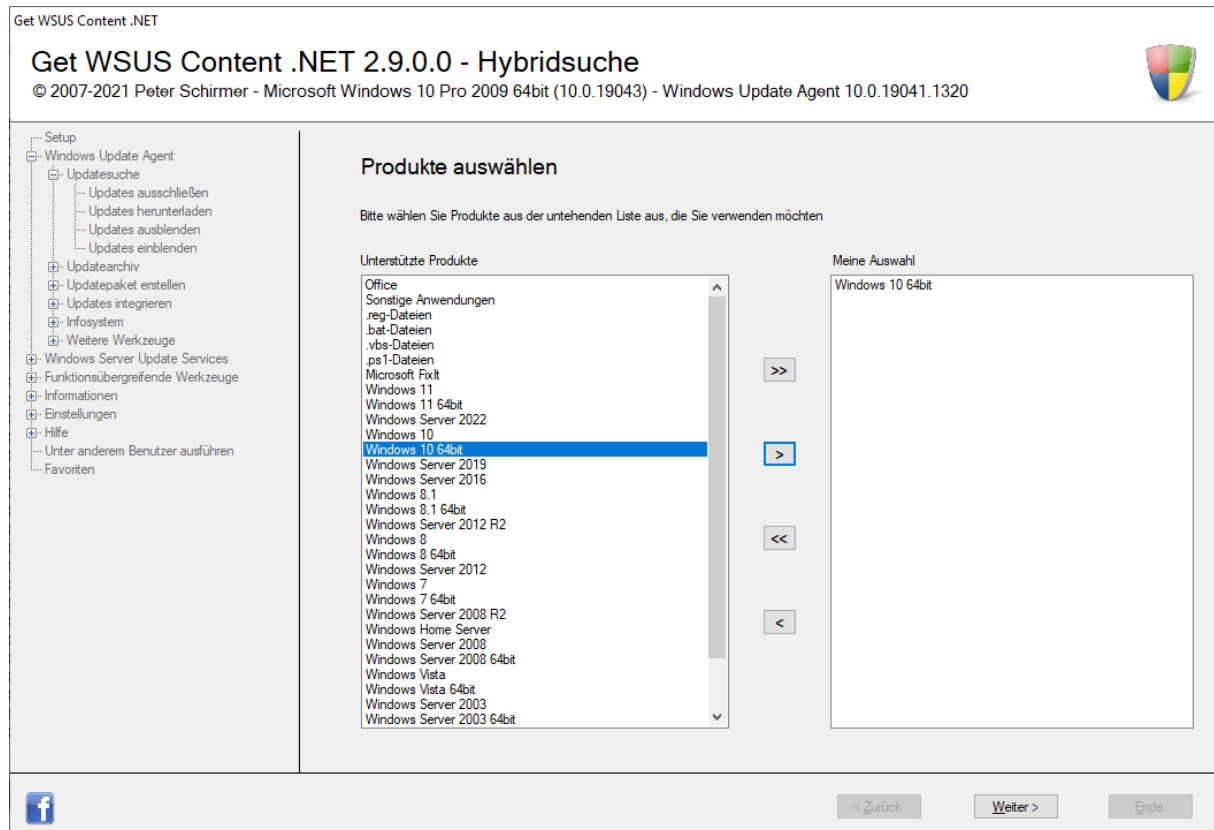 Get WSUS Content .NET
Get WSUS Content .NET 2.9.0.0 - Hybridsuche
© 2007-2021 Peter Schirmer - Microsoft Windows 10 Pro 2009 64bit (10.0.19043) - Windows Update Agent 10.0.19041.1320
Setup
Windows Update Agent
Updatesuche
Updates ausschließen
Updates herunterladen
Updates ausblenden
Updates einblenden
Updatearchiv
Updatepaket erstellen
Updates integrieren
Infosystem
Weitere Werkzeuge
Windows Server Update Services
Funktionsübergreifende Werkzeuge
Informationen
Einstellungen
Hilfe
Unter anderem Benutzer ausführen
Favoriten
Produkte auswählen
Bitte wählen Sie Produkte aus der untehenden Liste aus, die Sie verwenden möchten
Unterstützte Produkte
Office
Sonstige Anwendungen
.reg-Dateien
.bat-Dateien
.vbs-Dateien
.ps1-Dateien
Microsoft FixIt
Windows 11
Windows 11 64bit
Windows Server 2022
Windows 10
Windows 10 64bit
Windows Server 2019
Windows Server 2016
Windows 8.1
Windows 8.1 64bit
Windows Server 2012 R2
Windows 8
Windows 8 64bit
Windows Server 2012
Windows 7
Windows 7 64bit
Windows Server 2008 R2
Windows Home Server
Windows Server 2008
Windows Server 2008 64bit
Windows Vista
Windows Vista 64bit
Windows Server 2003
Windows Server 2003 64bit
>>
>
<<
<
Meine Auswahl
Windows 10 64bit
f
< Zurück
Weiter >
Ende